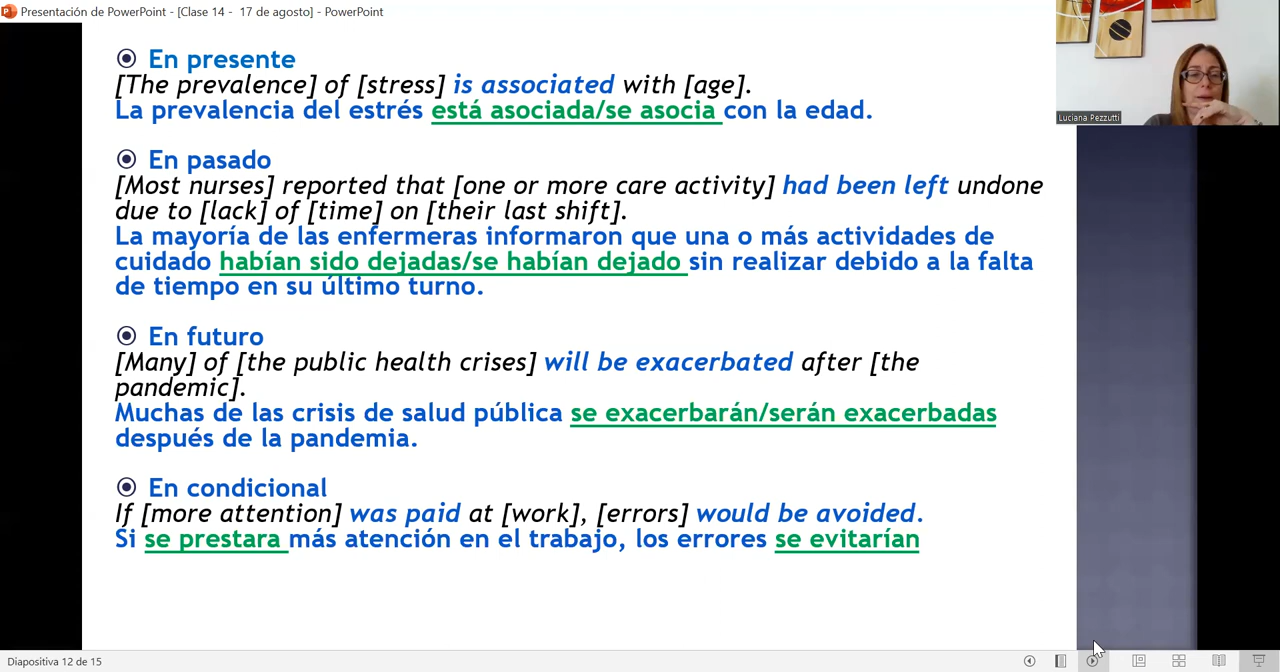 Presentación de PowerPoint - [Clase 14 -  17 de agosto] - PowerPoint
Luciana Pezzutti
En presente
[The prevalence] of [stress] is associated with [age].
La prevalencia del estrés está asociada/se asocia con la edad.
En pasado
[Most nurses] reported that [one or more care activity] had been left undone
due to [lack] of [time] on [their last shift].
La mayoría de las enfermeras informaron que una o más actividades de
cuidado habían sido dejadas/se habían dejado sin realizar debido a la falta
de tiempo en su último turno.
En futuro
[Many] of [the public health crises] will be exacerbated after [the
pandemic].
Muchas de las crisis de salud pública se exacerbarán/serán exacerbadas
después de la pandemia.
En condicional
If [more attention] was paid at [work], [errors] would be avoided.
Si se prestara más atención en el trabajo, los errores se evitarían
Diapositiva 12 de 15